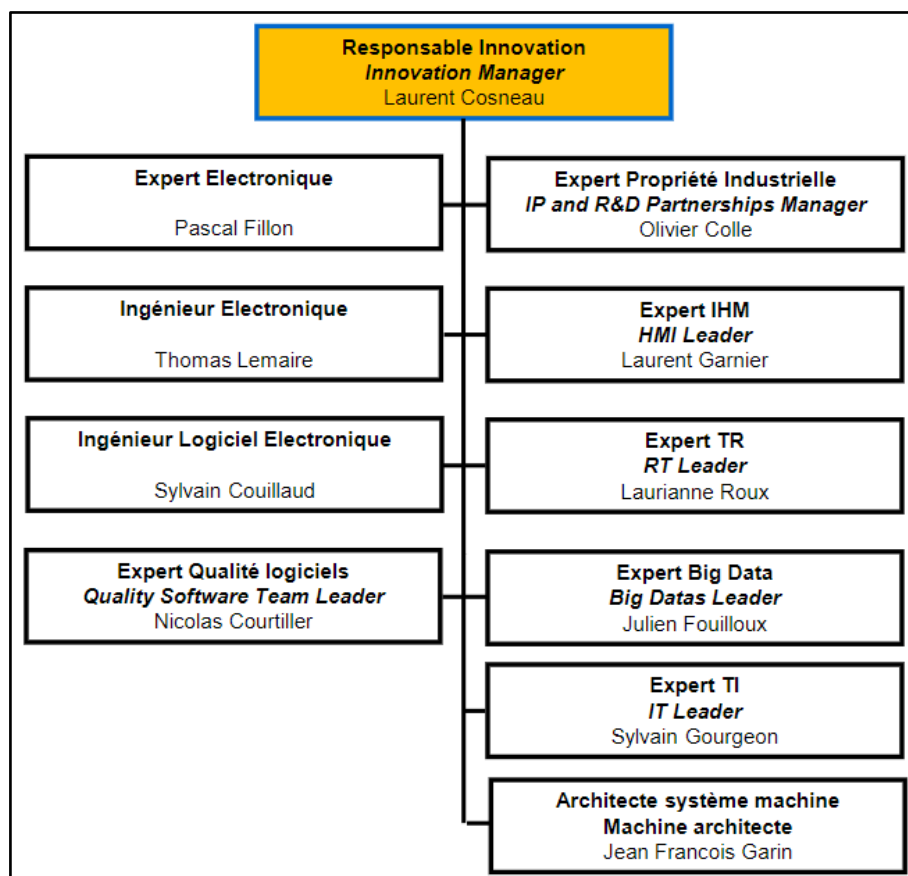 Responsable Innovation
Innovation Manager
Laurent Cosneau
Expert Electronique
Pascal Fillon
Expert Propriété Industrielle
IP and R&D Partnerships Manager
Olivier Colle
Ingénieur Electronique
Thomas Lemaire
Expert IHM
HMI Leader
Laurent Garnier
Ingénieur Logiciel Electronique
Sylvain Couillaud
Expert TR
RT Leader
Laurianne Roux
Expert Qualité logiciels
Quality Software Team Leader
Nicolas Courtiller
Expert Big Data
Big Datas Leader
Julien Fouilloux
Expert TI
IT Leader
Sylvain Gourgeon
Architecte système machine
Machine architecte
Jean Francois Garin